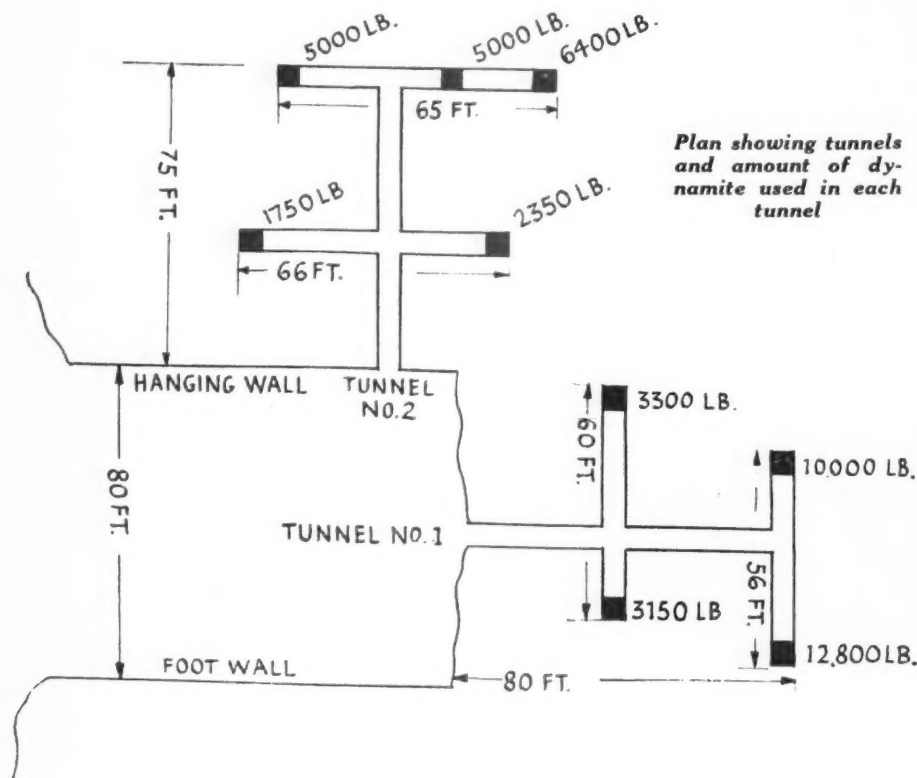 5000 LB.
5000 LB.
6400 LB.
65 FT.
75 FT.
Plan showing tunnels
and amount of dy-
namite used in each
tunnel
1750 LB
2350 LB.
66 FT.
HANGING WALL
TUNNEL
NO.2
3300 LB.
60 FT.
10,000 LB.
80 FT.
TUNNEL NO.1
56 FT.
3150 LB
12,800 LB.
FOOT WALL
80 FT.